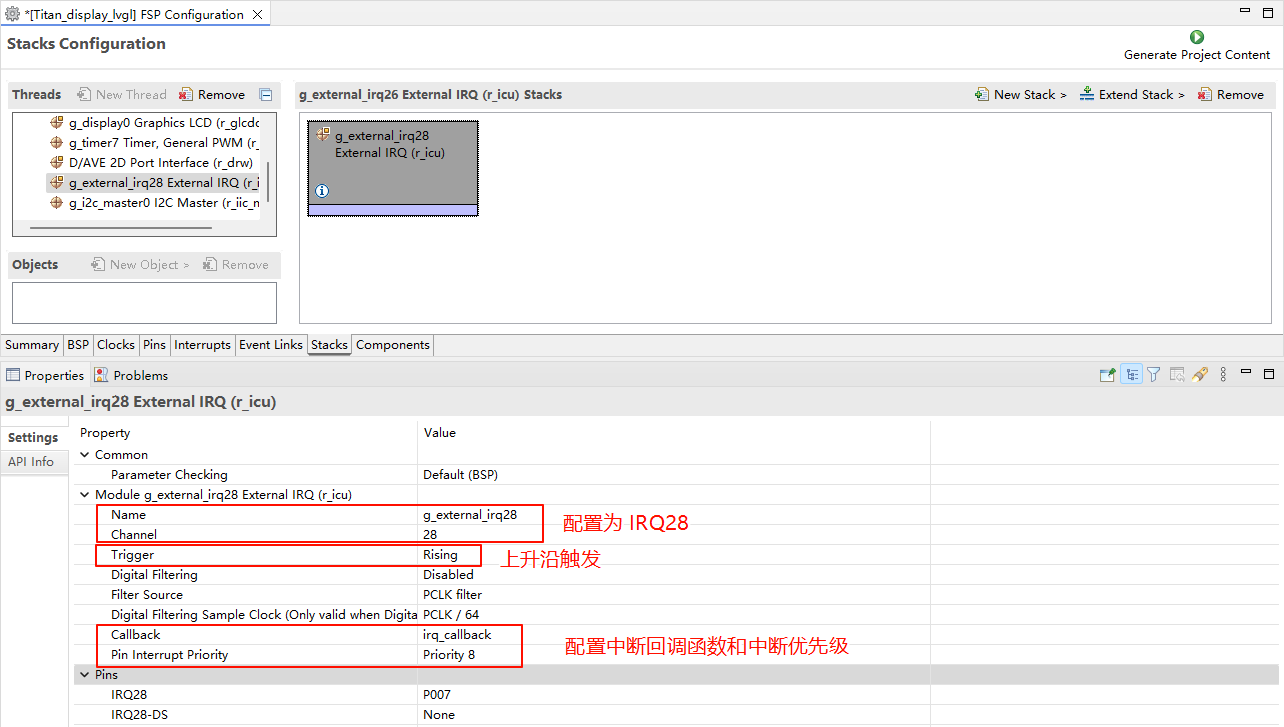 *[Titan_display_lvgl] FSP Configuration
Stacks Configuration
Generate Project Content
Threads New Thread Remove
g_external_irq26 External IRQ (r_icu) Stacks
New Stack > Extend Stack > Remove
g_display0 Graphics LCD (r_glcdc
g_timer7 Timer, General PWM (r_
D/AVE 2D Port Interface (r_drw)
g_external_irq28 External IRQ (r_i
g_i2c_master0 I2C Master (r_iic_m
g_external_irq28
External IRQ (r_icu)
Objects New Object > Remove
Summary BSP Clocks Pins Interrupts Event Links Stacks Components
Properties Problems
g_external_irq28 External IRQ (r_icu)
Settings
API Info
Property Value
Common
Parameter Checking Default (BSP)
Module g_external_irq28 External IRQ (r_icu)
Name g_external_irq28
Channel 28
配置为 IRQ28
Trigger Rising
上升沿触发
Digital Filtering Disabled
Filter Source PCLK filter
Digital Filtering Sample Clock (Only valid when Digita PCLK / 64
Callback irq_callback
Pin Interrupt Priority Priority 8
配置中断回调函数和中断优先级
Pins
IRQ28 P007
IRQ28-DS None